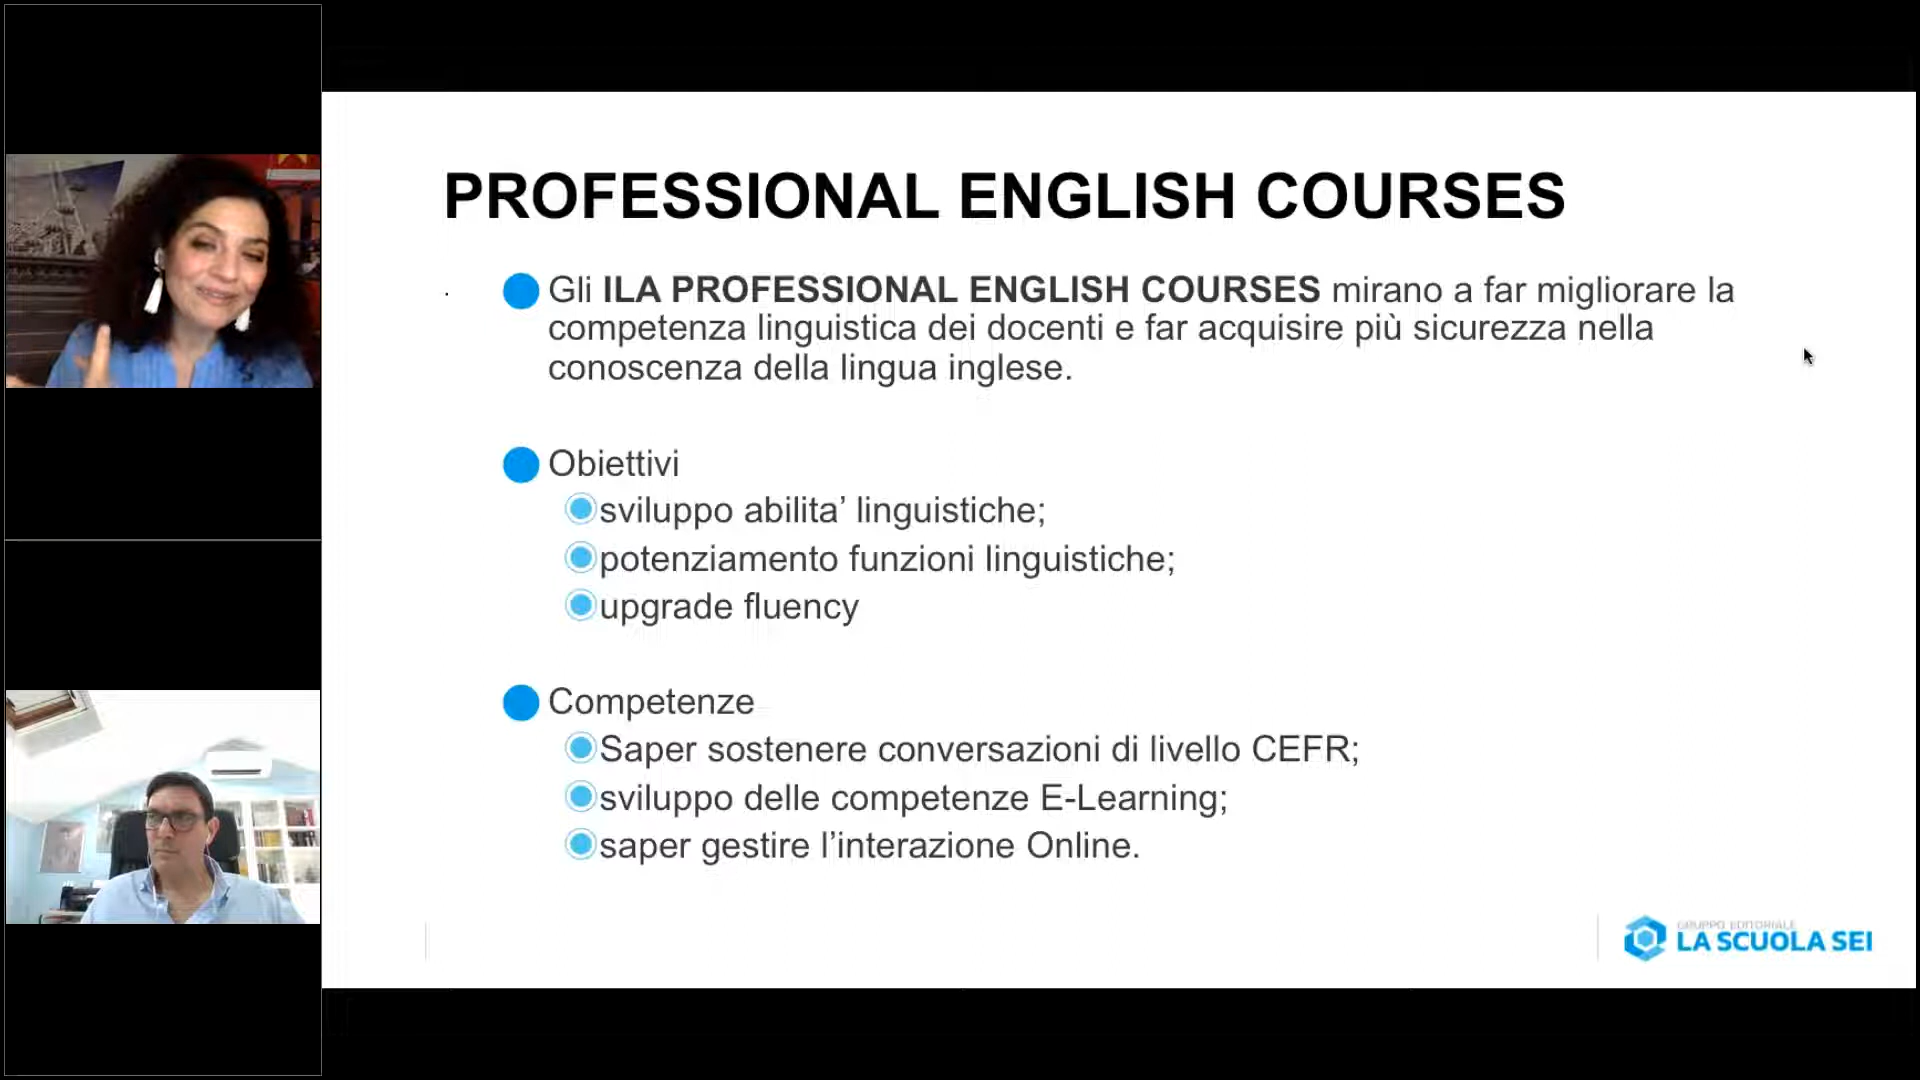 PROFESSIONAL ENGLISH COURSES
Gli ILA PROFESSIONAL ENGLISH COURSES mirano a far migliorare la
competenza linguistica dei docenti e far acquisire più sicurezza nella
conoscenza della lingua inglese.
Obiettivi
sviluppo abilita’ linguistiche;
potenziamento funzioni linguistiche;
upgrade fluency
Competenze
Saper sostenere conversazioni di livello CEFR;
sviluppo delle competenze E-Learning;
saper gestire l’interazione Online.
GRUPPO EDITORIALE
LA SCUOLA SEI